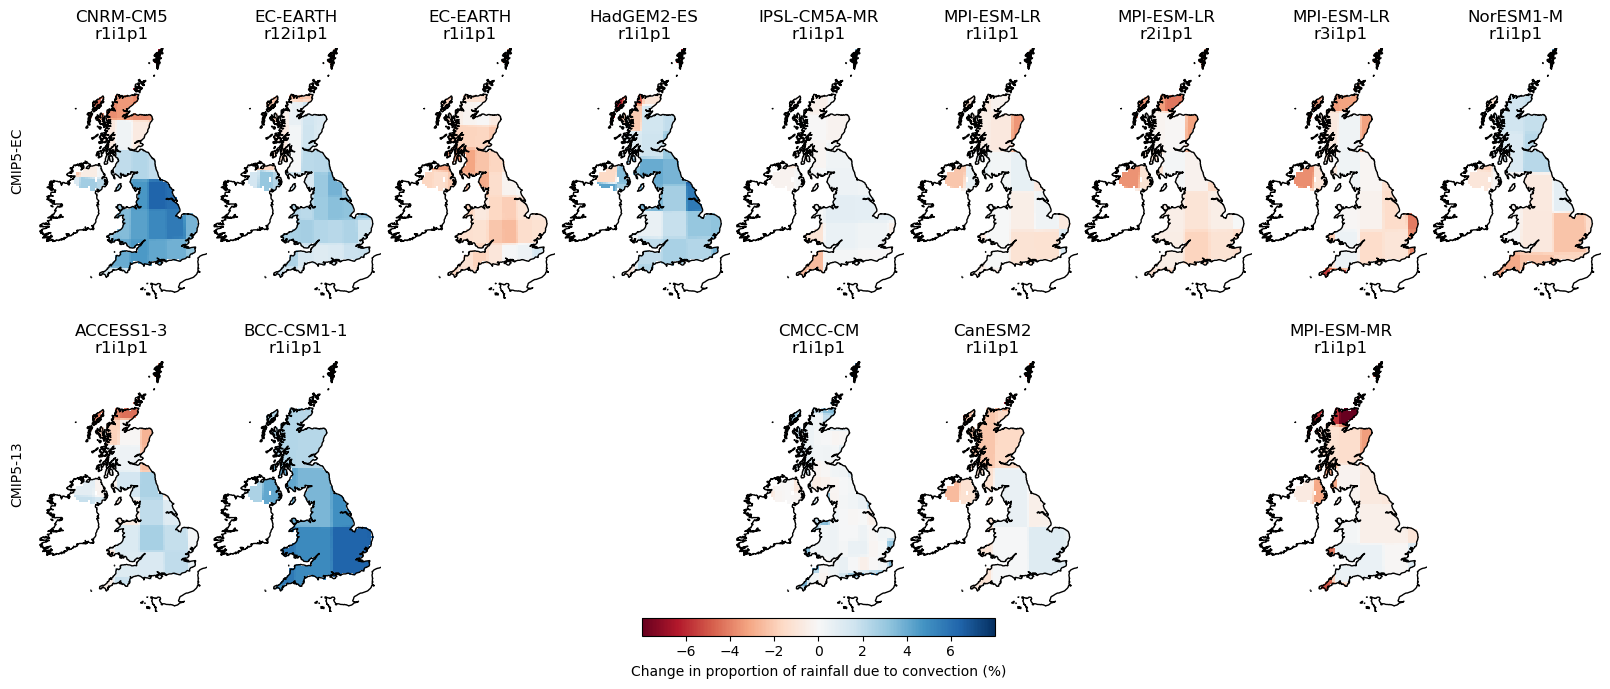 CNRM-CM5
r1i1p1
EC-EARTH
r12i1p1
EC-EARTH
r1i1p1
HadGEM2-ES
r1i1p1
IPSL-CM5A-MR
r1i1p1
MPI-ESM-LR
r1i1p1
MPI-ESM-LR
r2i1p1
MPI-ESM-LR
r3i1p1
NorESM1-M
r1i1p1
CMIP5-EC
ACCESS1-3
r1i1p1
BCC-CSM1-1
r1i1p1
CMCC-CM
r1i1p1
CanESM2
r1i1p1
MPI-ESM-MR
r1i1p1
CMIP5-13
−6 −4 −2 0 2 4 6
Change in proportion of rainfall due to convection (%)